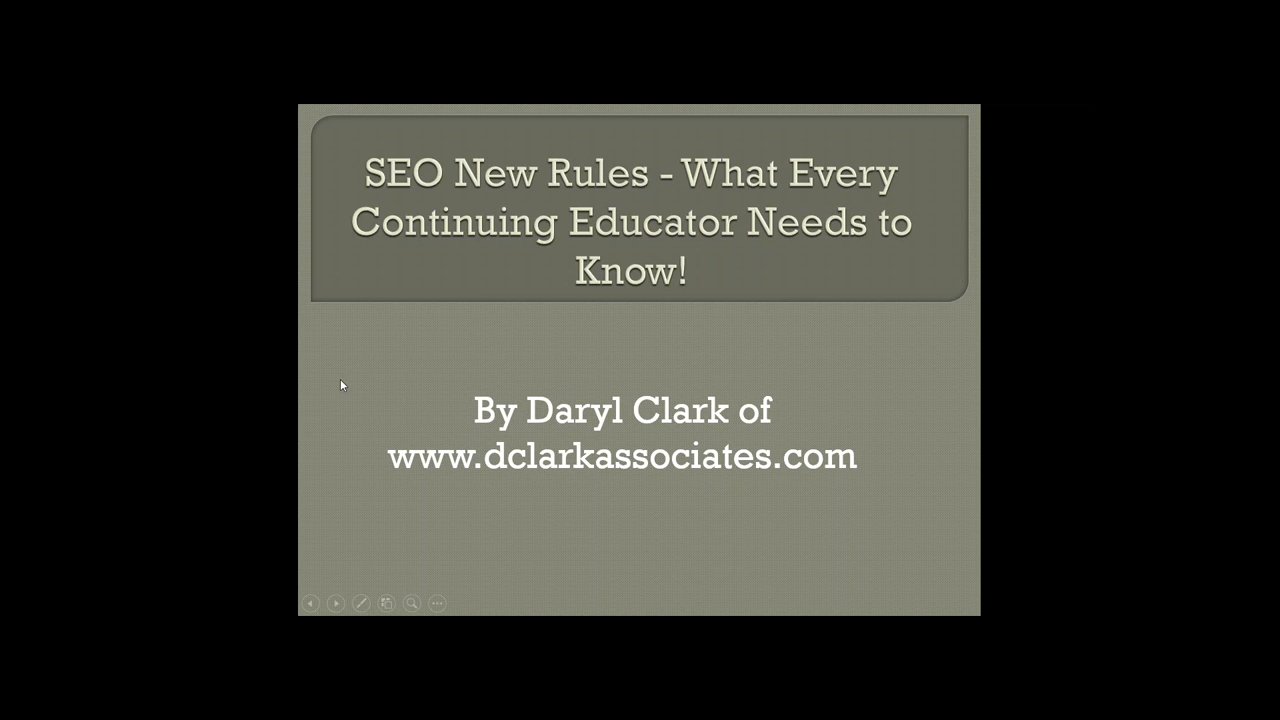 SEO New Rules - What Every
Continuing Educator Needs to
Know!
By Daryl Clark of
www.dclarkassociates.com